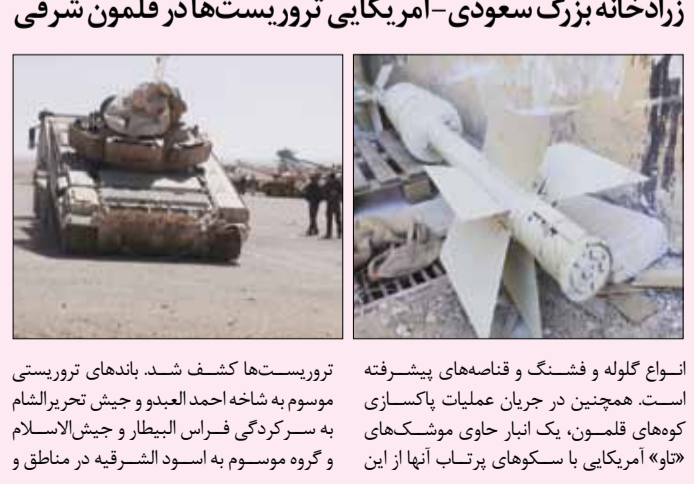 زرادخانه بزرگ سعودی-آمریکایی تروریست‌ها در قلمون شرقی
انواع گلوله و فشنگ و قناصه‌های پیشرفته
است. همچنین در جریان عملیات پاکسازی
کوه‌های قلمون، یک انبار حاوی موشک‌های
«تاو» آمریکایی با سکوهای پرتاب آنها از این
تروریست‌ها کشف شد. باندهای تروریستی
موسوم به شاخه احمد العبدو و جیش تحریرالشام
به سرکردگی فراس البیطار و جیش‌الاسلام
و گروه موسوم به اسود الشرقیه در مناطق و